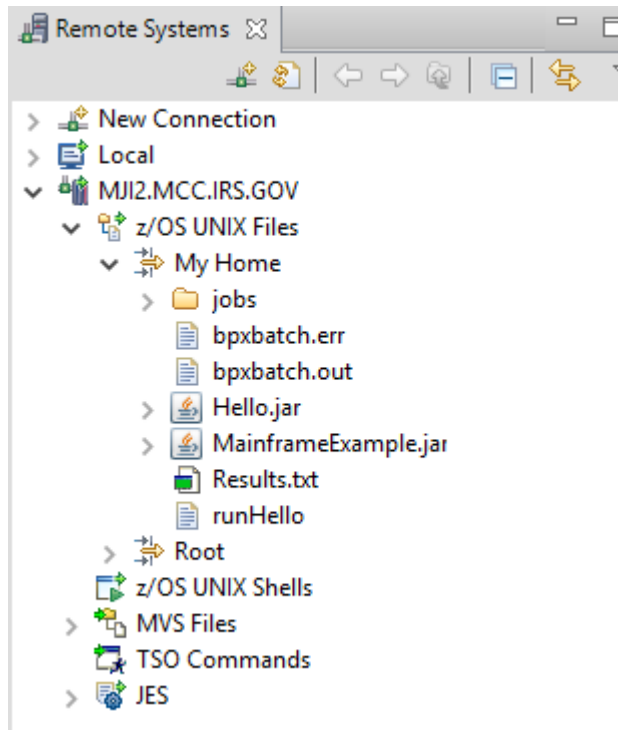 Remote Systems
New Connection
Local
MJI2.MCC.IRS.GOV
z/OS UNIX Files
My Home
jobs
bpxbatch.err
bpxbatch.out
Hello.jar
MainframeExample.jar
Results.txt
runHello
Root
z/OS UNIX Shells
MVS Files
TSO Commands
JES